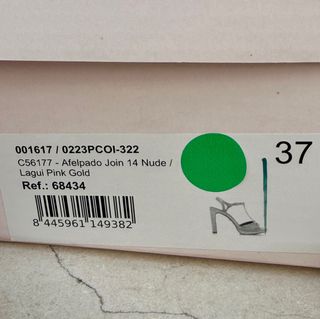 001617 / 0223PCOI-322
C56177 - Afelpado Join 14 Nude /
Lagui Pink Gold
Ref.: 68434
37
8 445961 149382